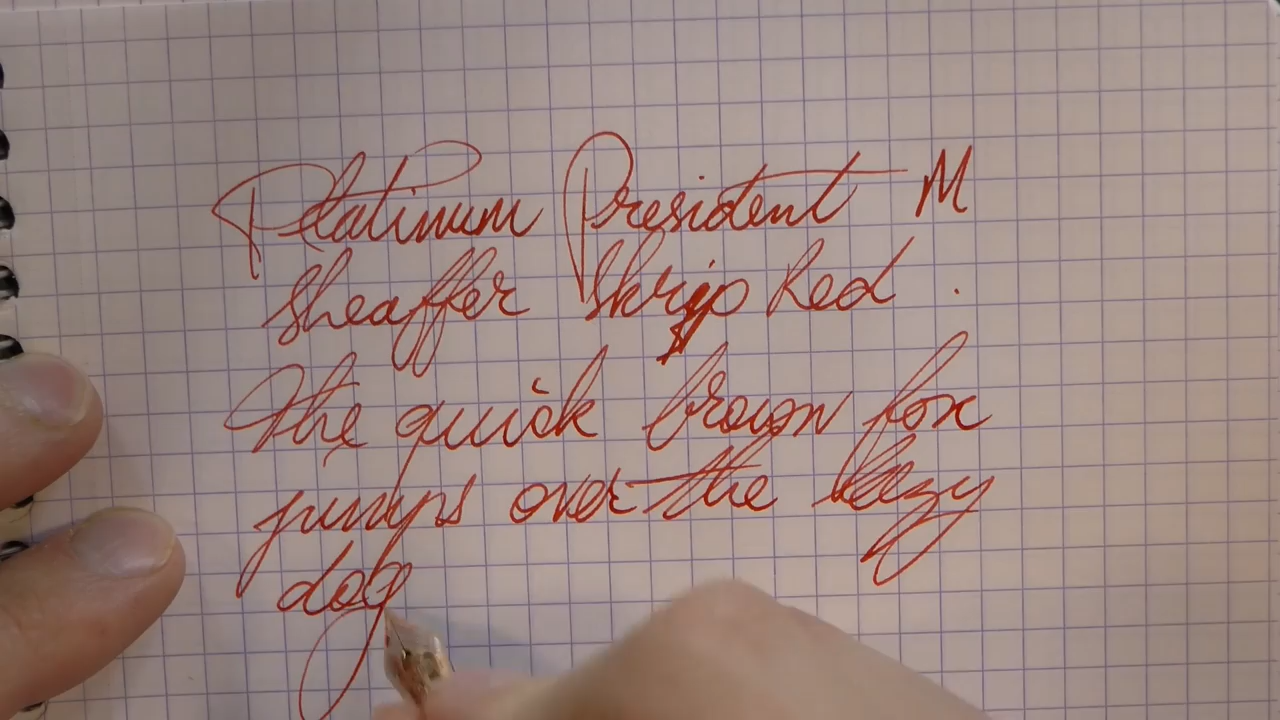 Platinum President M
Sheaffer Skrip Red .
The quick brown fox
jumps over the lazy
dog